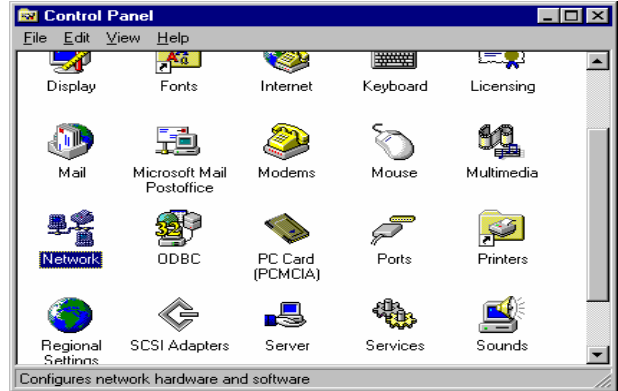 Control Panel
File Edit View Help
Display Fonts Internet Keyboard Licensing
Mail Microsoft Mail Postoffice Modems Mouse Multimedia
Network ODBC PC Card (PCMCIA) Ports Printers
Regional Settings SCSI Adapters Server Services Sounds
Configures network hardware and software